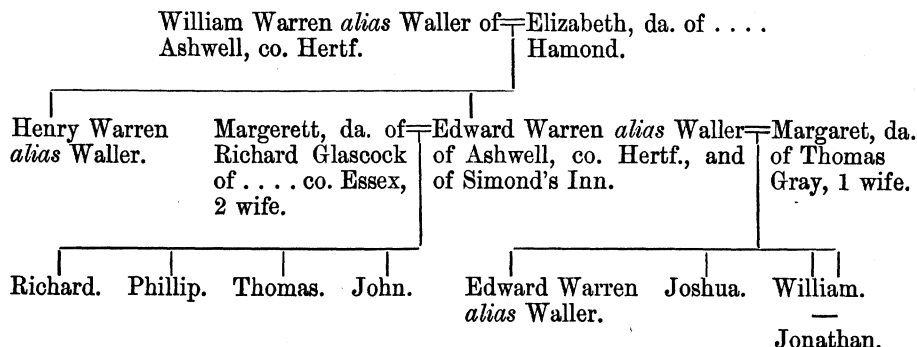 William Warren alias Waller of Elizabeth, da. of . . . .
Ashwell, co. Hertf. Hamond.
Henry Warren
alias Waller.
Margerett, da. of
Richard Glascock
of . . . . co. Essex,
2 wife.
Edward Warren alias Waller
of Ashwell, co. Hertf., and
of Simond's Inn.
Margaret, da.
of Thomas
Gray, 1 wife.
Richard. Phillip. Thomas. John.
Edward Warren
alias Waller.
Joshua.
William.
Jonathan.